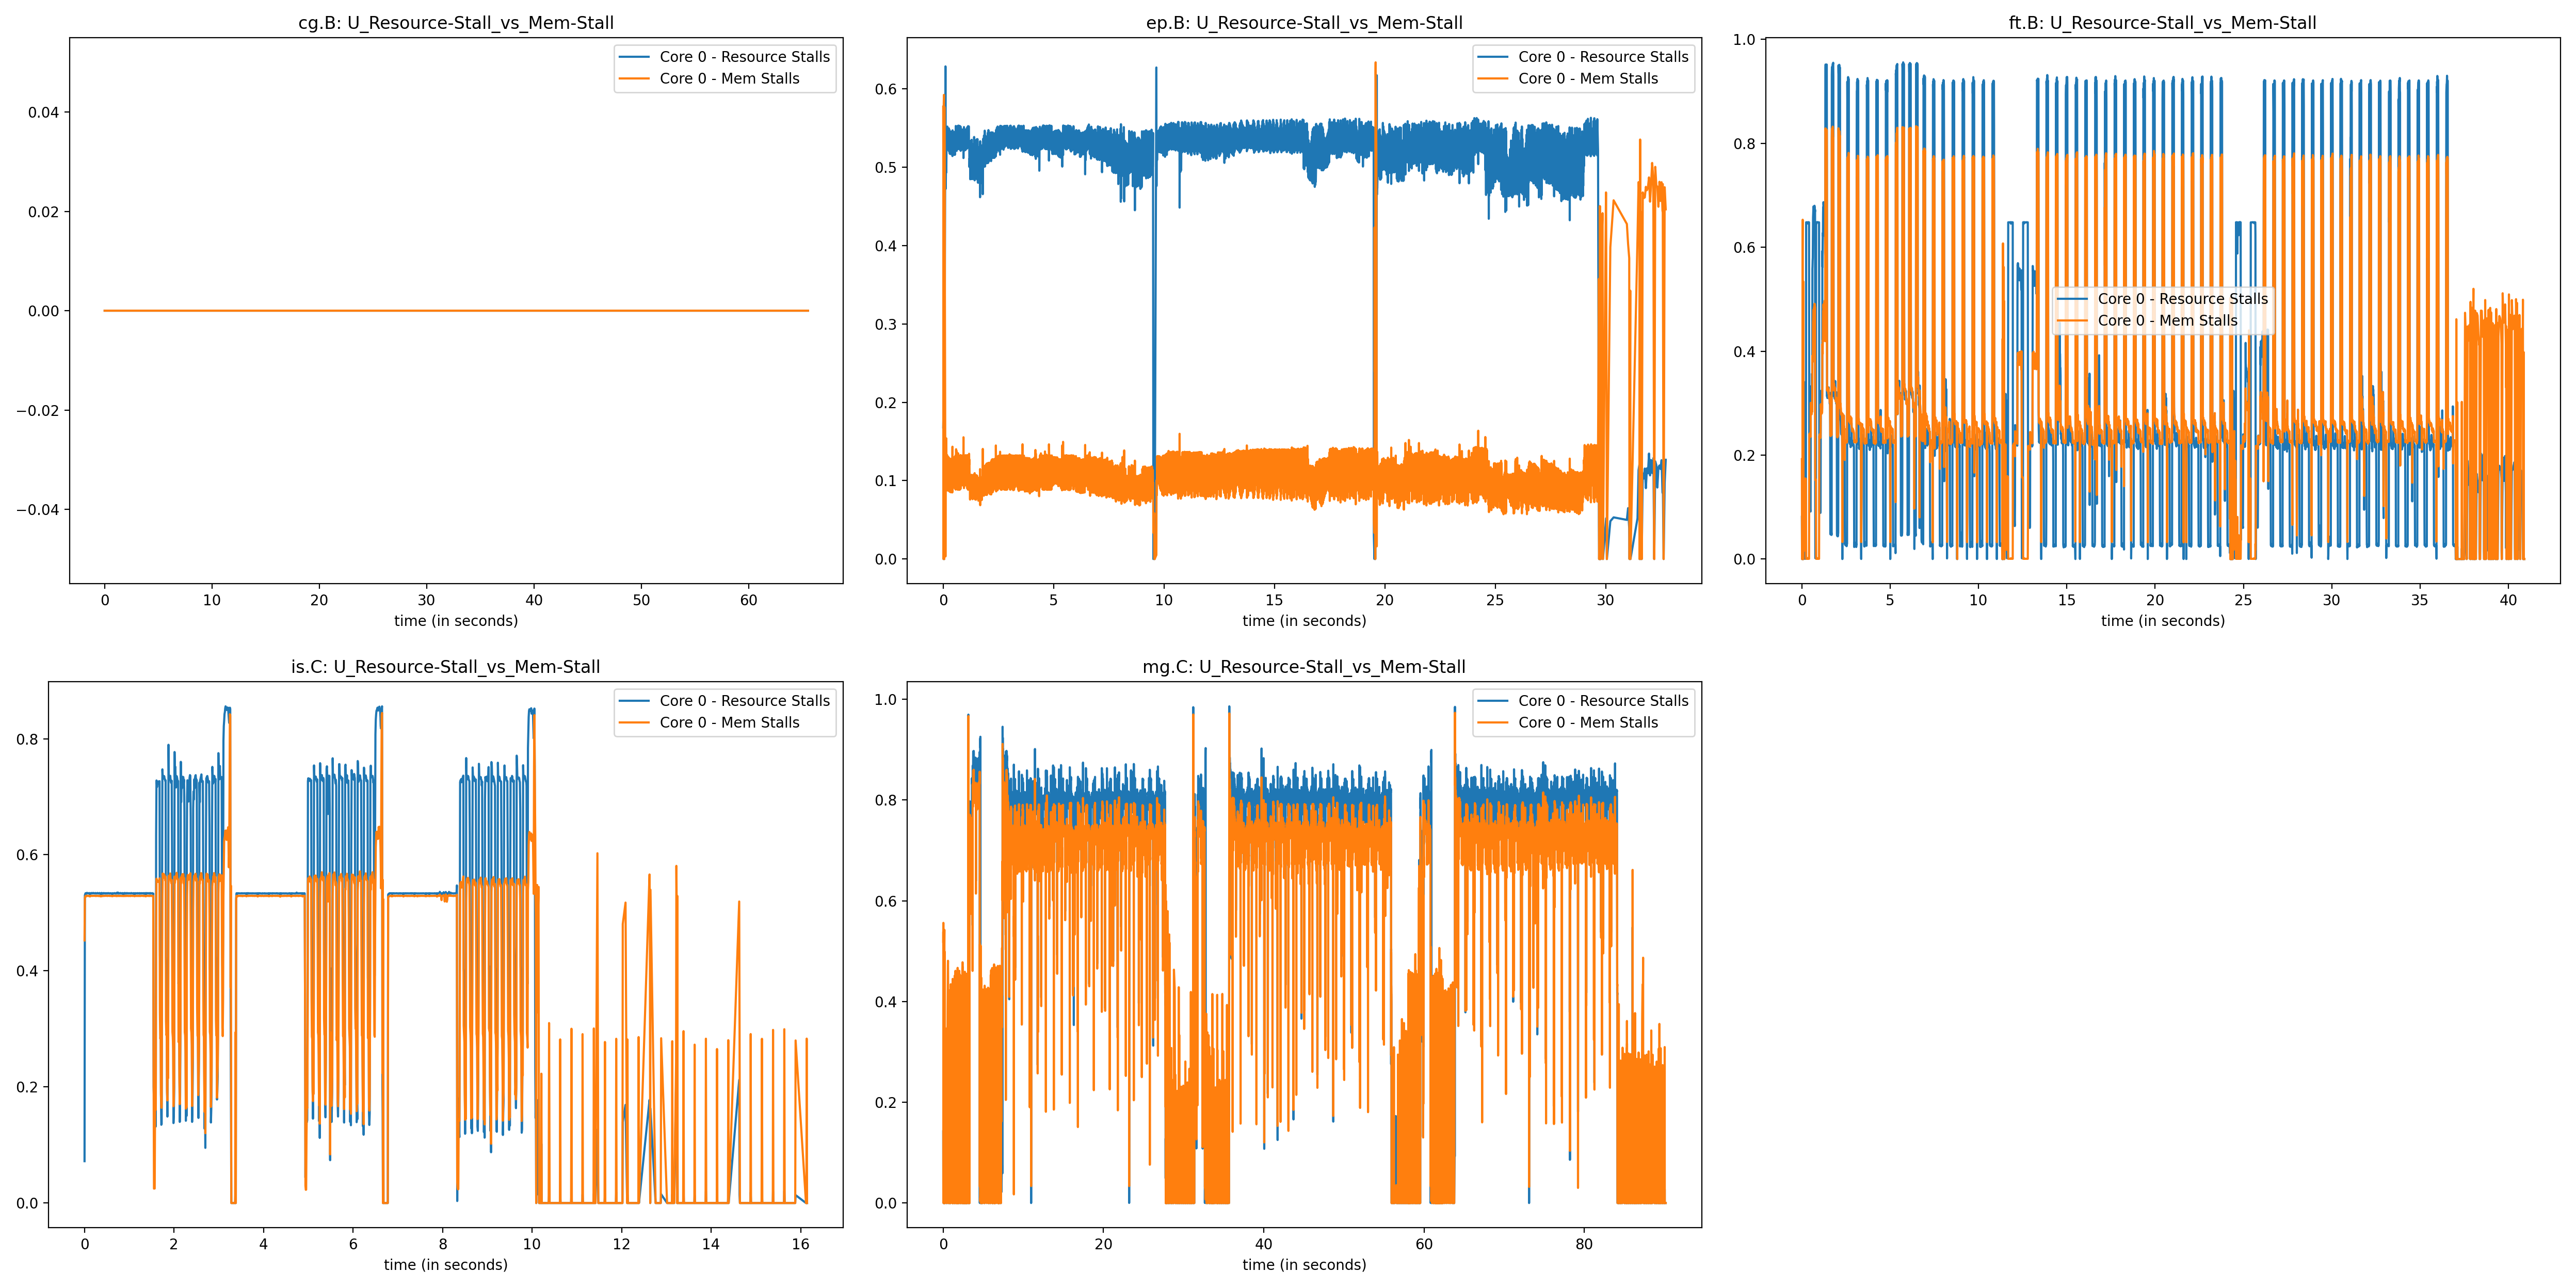 cg.B: U_Resource-Stall_vs_Mem-Stall
Core 0 - Resource Stalls
Core 0 - Mem Stalls
0.04
0.02
0.00
−0.02
−0.04
0 10 20 30 40 50 60
time (in seconds)
ep.B: U_Resource-Stall_vs_Mem-Stall
Core 0 - Resource Stalls
Core 0 - Mem Stalls
0.6
0.5
0.4
0.3
0.2
0.1
0.0
0 5 10 15 20 25 30
time (in seconds)
ft.B: U_Resource-Stall_vs_Mem-Stall
1.0
0.8
0.6
Core 0 - Resource Stalls
Core 0 - Mem Stalls
0.4
0.2
0.0
0 5 10 15 20 25 30 35 40
time (in seconds)
is.C: U_Resource-Stall_vs_Mem-Stall
Core 0 - Resource Stalls
Core 0 - Mem Stalls
0.8
0.6
0.4
0.2
0.0
0 2 4 6 8 10 12 14 16
time (in seconds)
mg.C: U_Resource-Stall_vs_Mem-Stall
Core 0 - Resource Stalls
Core 0 - Mem Stalls
1.0
0.8
0.6
0.4
0.2
0.0
0 20 40 60 80
time (in seconds)